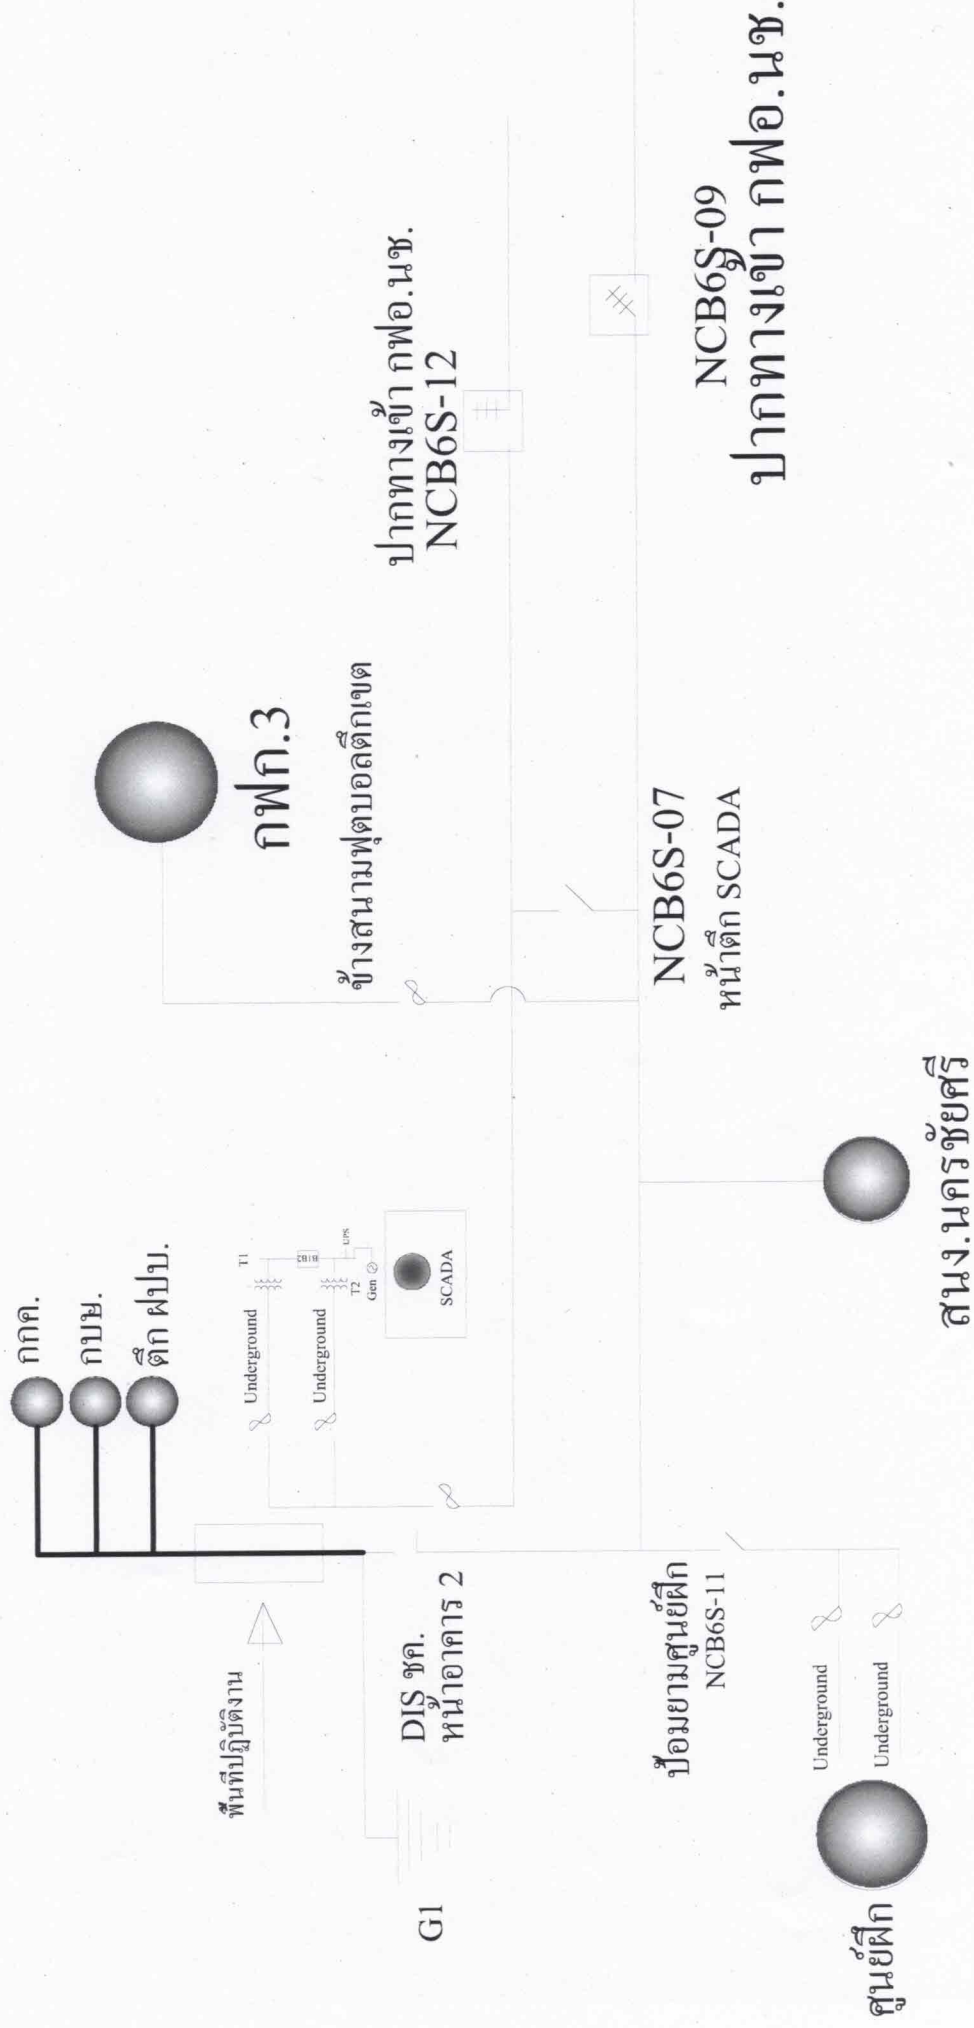 กกค.
กบษ.
ตึก ฝปบ.
พื้นที่ปฏิบัติงาน
G1
DIS ชค.
หน้าอาคาร 2
Underground
Underground
T1
B1B2
T2
UPS
Gen
SCADA
กฟก.3
ข้างสนามฟุตบอลตึกเขต
ปากทางเข้า กฟอ.นช.
NCB6S-12
NCB6S-09
ปากทางเข้า กฟอ.นช.
NCB6S-07
หน้าตึก SCADA
ป้อมยามศูนย์ฝึก
NCB6S-11
Underground
Underground
ศูนย์ฝึก
สนง.นครชัยศรี